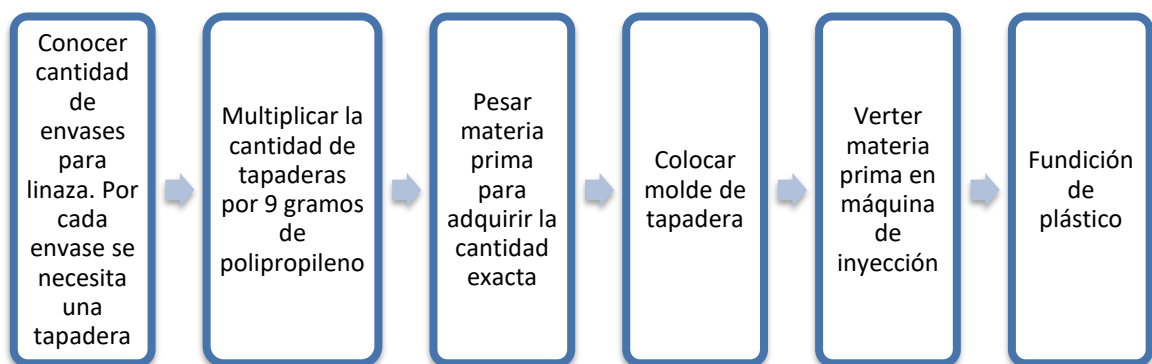 Conocer
cantidad
de
envases
para
linaza. Por
cada
envase se
necesita
una
tapadera
Multiplicar la
cantidad de
tapaderas
por 9 gramos
de
polipropileno
Pesar
materia
prima
para
adquirir la
cantidad
exacta
Colocar
molde de
tapadera
Verter
materia
prima en
máquina
de
inyección
Fundición
de
plástico